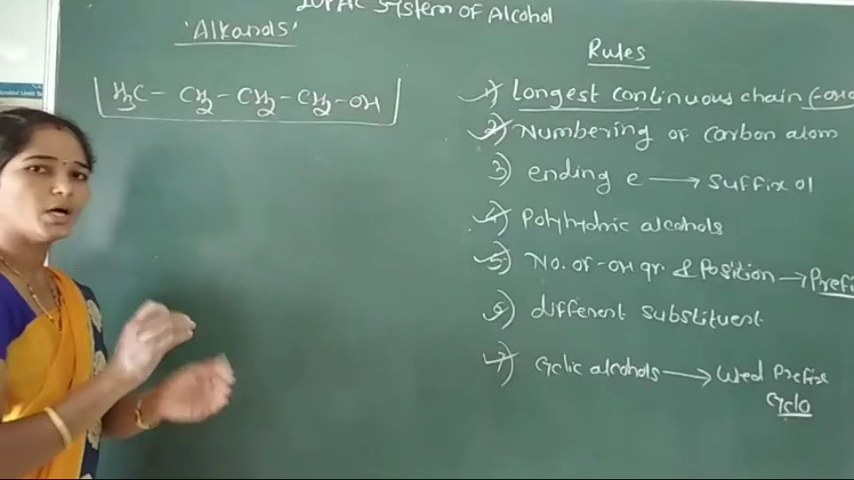 IUPAC System of Alcohol
'Alkanols'
H3C - CH2 - CH2 - CH2 - OH
Rules
1) Longest continuous chain (-OH
2) Numbering of carbon atom
3) ending e → suffix ol
4) Polyhydric alcohols
5) No. of -OH gr. & Position → Prefi
6) different substituent
7) cyclic alcohols → Used Prefix
cyclo